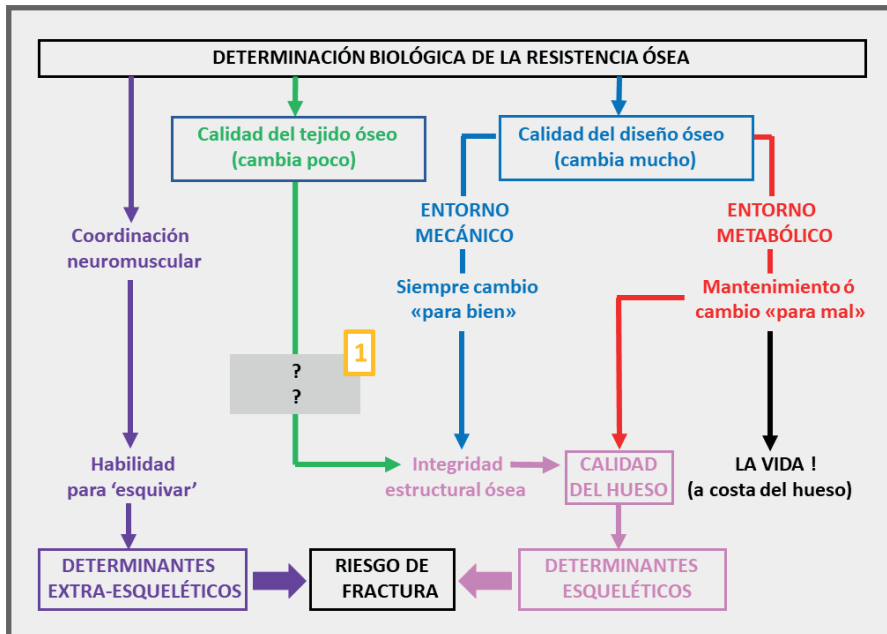 DETERMINACIÓN BIOLÓGICA DE LA RESISTENCIA ÓSEA
Calidad del tejido óseo
(cambia poco)
Calidad del diseño óseo
(cambia mucho)
Coordinación
neuromuscular
ENTORNO
MECÁNICO
ENTORNO
METABÓLICO
Siempre cambio
«para bien»
Mantenimiento ó
cambio «para mal»
1
?
?
Habilidad
para ‘esquivar’
Integridad
estructural ósea
CALIDAD
DEL HUESO
LA VIDA !
(a costa del hueso)
DETERMINANTES
EXTRA-ESQUELÉTICOS
RIESGO DE
FRACTURA
DETERMINANTES
ESQUELÉTICOS